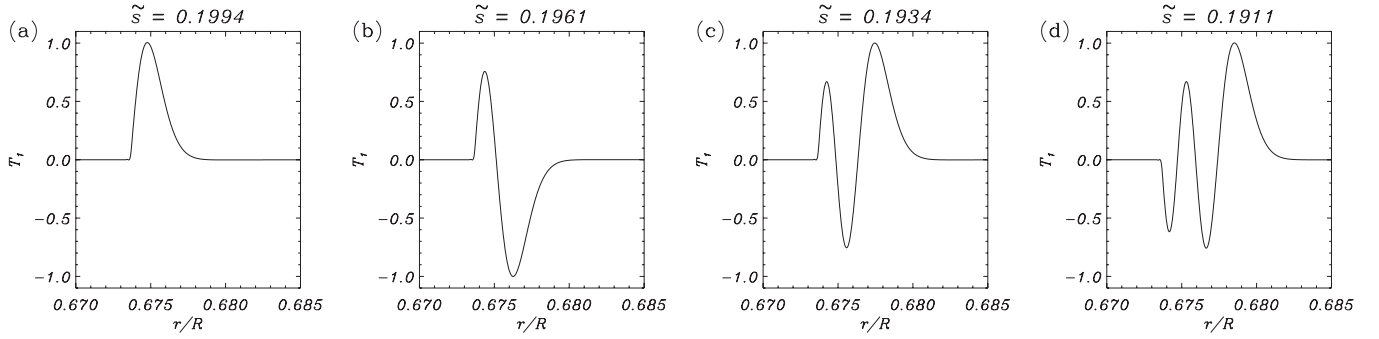 s̃ = 0.1994 s̃ = 0.1961 s̃ = 0.1934 s̃ = 0.1911
(a) (b) (c) (d)
1.0 1.0 1.0 1.0
0.5 0.5 0.5 0.5
T₁ 0.0 T₁ 0.0 T₁ 0.0 T₁ 0.0
−0.5 −0.5 −0.5 −0.5
−1.0 −1.0 −1.0 −1.0
0.670 0.675 0.680 0.685 0.670 0.675 0.680 0.685 0.670 0.675 0.680 0.685 0.670 0.675 0.680 0.685
r/R r/R r/R r/R